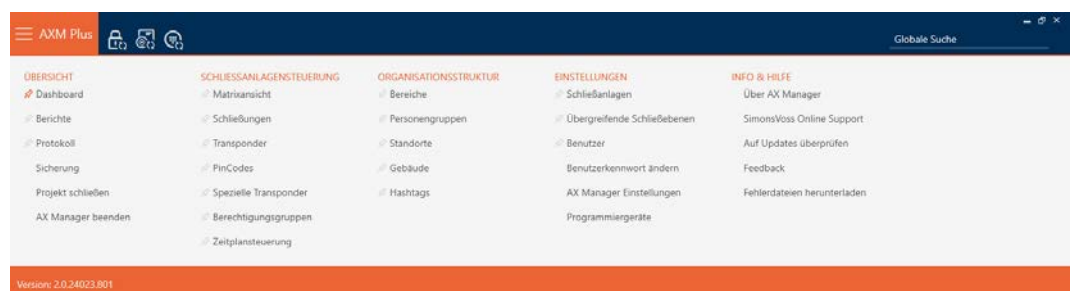 AXM Plus
Globale Suche
ÜBERSICHT
Dashboard
Berichte
Protokoll
Sicherung
Projekt schließen
AX Manager beenden
SCHLIESSANLAGENSTEUERUNG
Matrixansicht
Schließungen
Transponder
PinCodes
Spezielle Transponder
Berechtigungsgruppen
Zeitplansteuerung
ORGANISATIONSSTRUKTUR
Bereiche
Personengruppen
Standorte
Gebäude
Hashtags
EINSTELLUNGEN
Schließanlagen
Übergreifende Schließebenen
Benutzer
Benutzerkennwort ändern
AX Manager Einstellungen
Programmiergeräte
INFO & HILFE
Über AX Manager
SimonsVoss Online Support
Auf Updates überprüfen
Feedback
Fehlerdateien herunterladen
Version: 2.0.24023.801